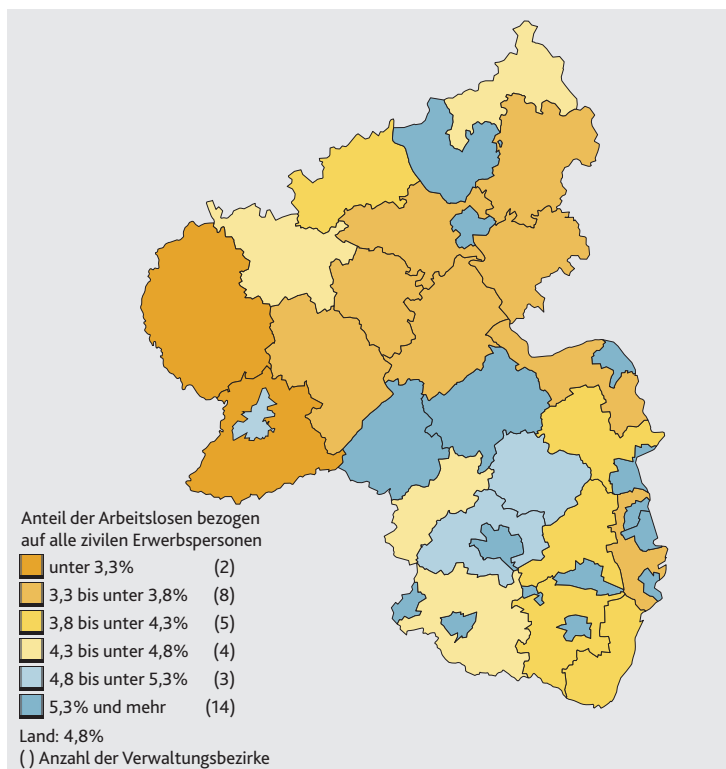 Anteil der Arbeitslosen bezogen
auf alle zivilen Erwerbspersonen
unter 3,3% (2)
3,3 bis unter 3,8% (8)
3,8 bis unter 4,3% (5)
4,3 bis unter 4,8% (4)
4,8 bis unter 5,3% (3)
5,3% und mehr (14)
Land: 4,8%
( ) Anzahl der Verwaltungsbezirke